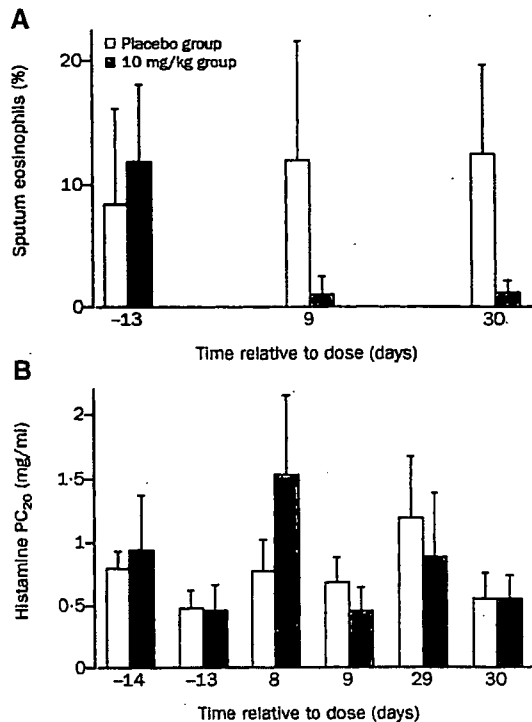 A
Placebo group
10 mg/kg group
Sputum eosinophils (%)
20
10
0
-13
9
30
Time relative to dose (days)
B
Histamine PC20 (mg/ml)
2
1·5
1
0·5
0
-14
-13
8
9
29
30
Time relative to dose (days)